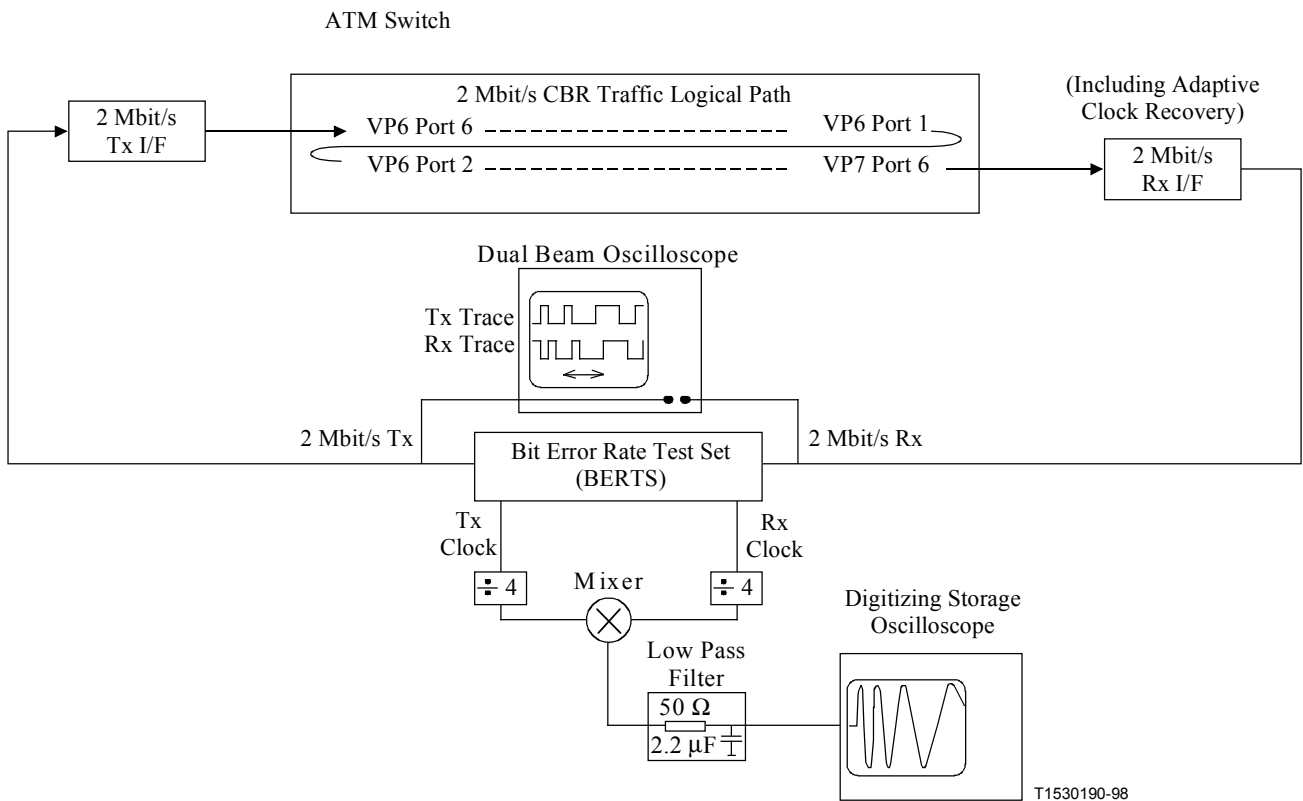 ATM Switch
2 Mbit/s CBR Traffic Logical Path
(Including Adaptive
Clock Recovery)
2 Mbit/s
Tx I/F
VP6 Port 6
VP6 Port 1
VP6 Port 2
VP7 Port 6
2 Mbit/s
Rx I/F
Dual Beam Oscilloscope
Tx Trace
Rx Trace
2 Mbit/s Tx
2 Mbit/s Rx
Bit Error Rate Test Set
(BERTS)
Tx
Clock
Rx
Clock
÷ 4
Mixer
÷ 4
Digitizing Storage
Oscilloscope
Low Pass
Filter
50 Ω
2.2 μF
T1530190-98